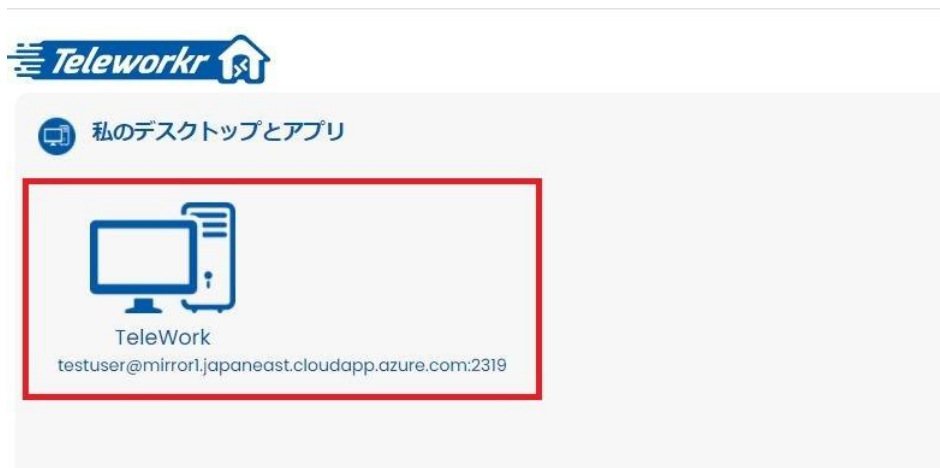 Teleworkr
私のデスクトップとアプリ
TeleWork
testuser@mirror1.japaneast.cloudapp.azure.com:2319